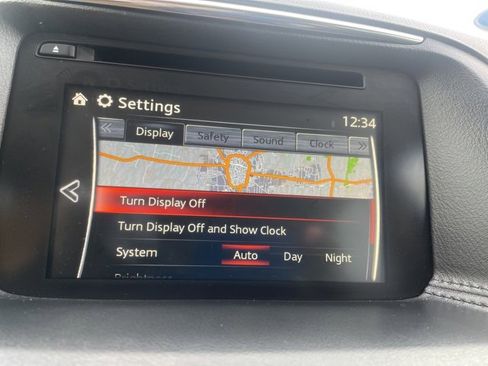 Settings
12:34
Display Safety Sound Clock
Turn Display Off
Turn Display Off and Show Clock
System Auto Day Night
Brightness